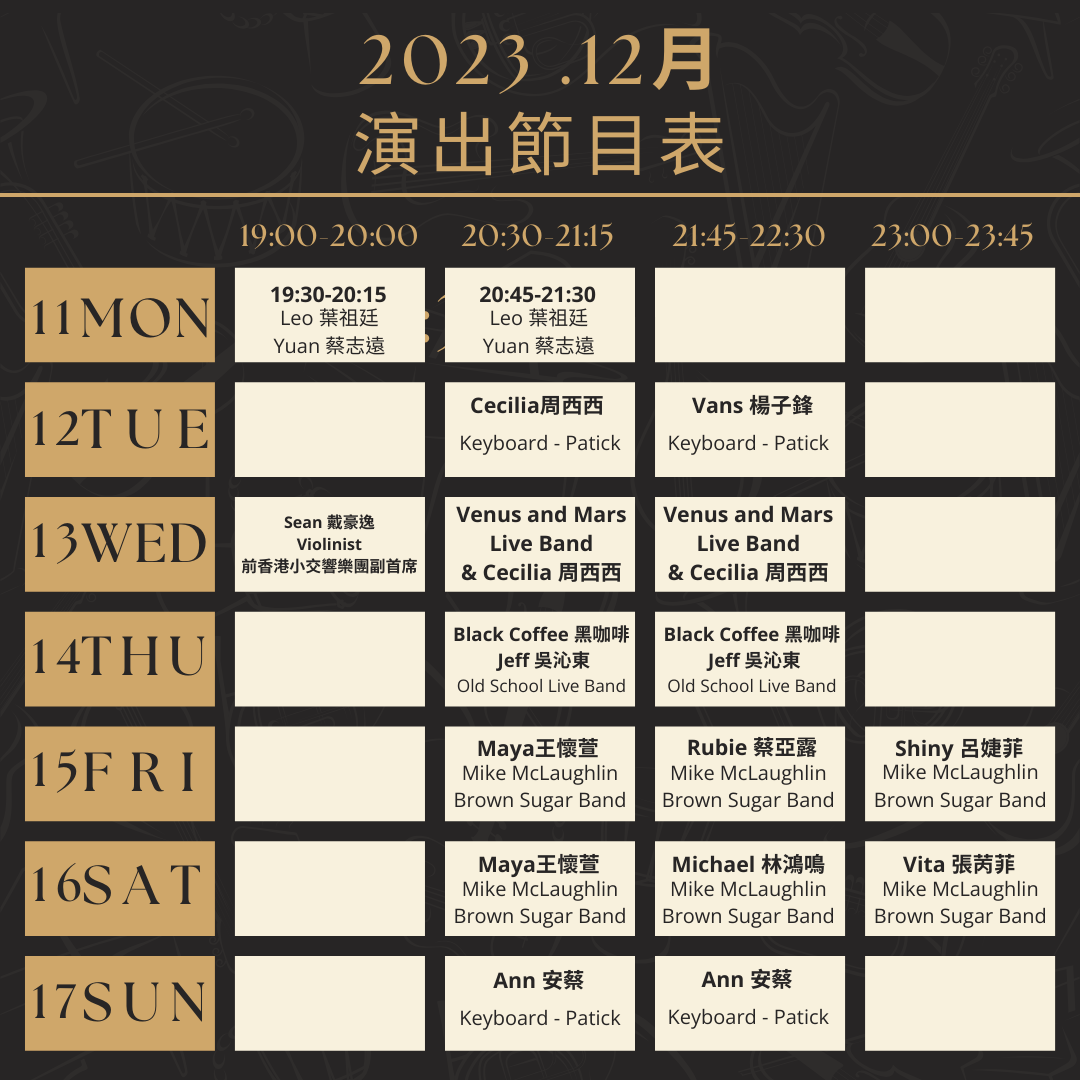 2023 .12月
演出節目表
19:00-20:00 20:30-21:15 21:45-22:30 23:00-23:45
11MON
19:30-20:15
Leo 葉祖廷
Yuan 蔡志遠
20:45-21:30
Leo 葉祖廷
Yuan 蔡志遠
12TUE
Cecilia周西西
Keyboard - Patick
Vans 楊子鋒
Keyboard - Patick
13WED
Sean 戴豪逸
Violinist
前香港小交響樂團副首席
Venus and Mars
Live Band
& Cecilia 周西西
Venus and Mars
Live Band
& Cecilia 周西西
14THU
Black Coffee 黑咖啡
Jeff 吳沁東
Old School Live Band
Black Coffee 黑咖啡
Jeff 吳沁東
Old School Live Band
15FRI
Maya王懷萱
Mike McLaughlin
Brown Sugar Band
Rubie 蔡亞露
Mike McLaughlin
Brown Sugar Band
Shiny 呂婕菲
Mike McLaughlin
Brown Sugar Band
16SAT
Maya王懷萱
Mike McLaughlin
Brown Sugar Band
Michael 林鴻鳴
Mike McLaughlin
Brown Sugar Band
Vita 張芮菲
Mike McLaughlin
Brown Sugar Band
17SUN
Ann 安蔡
Keyboard - Patick
Ann 安蔡
Keyboard - Patick